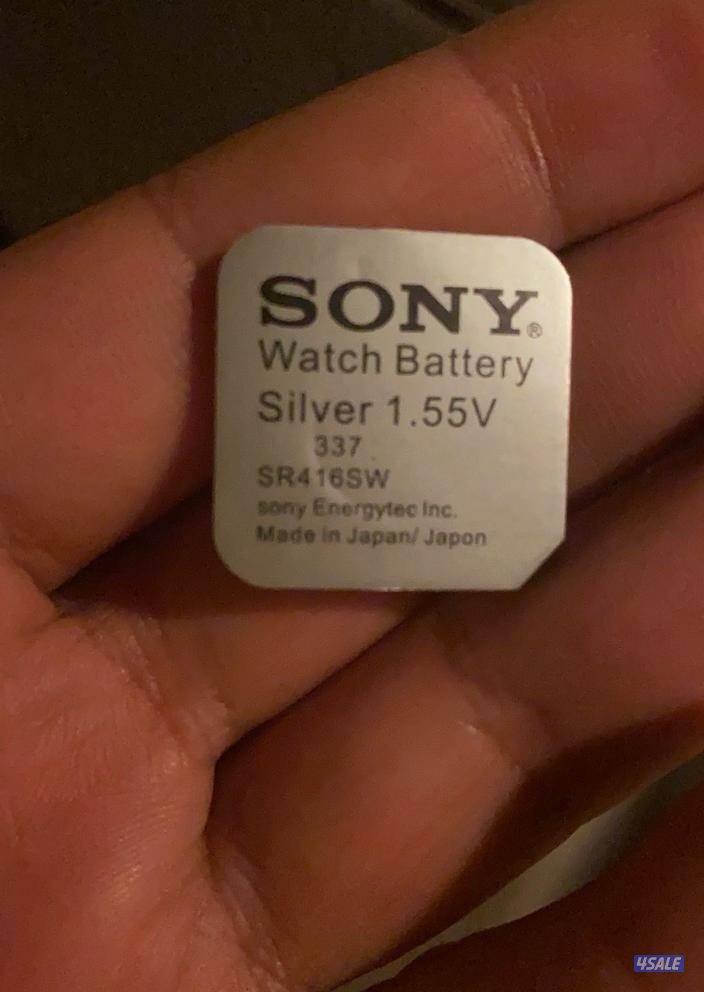 SONY®
Watch Battery
Silver 1.55V
337
SR416SW
sony Energytec Inc.
Made in Japan/ Japon
4SALE